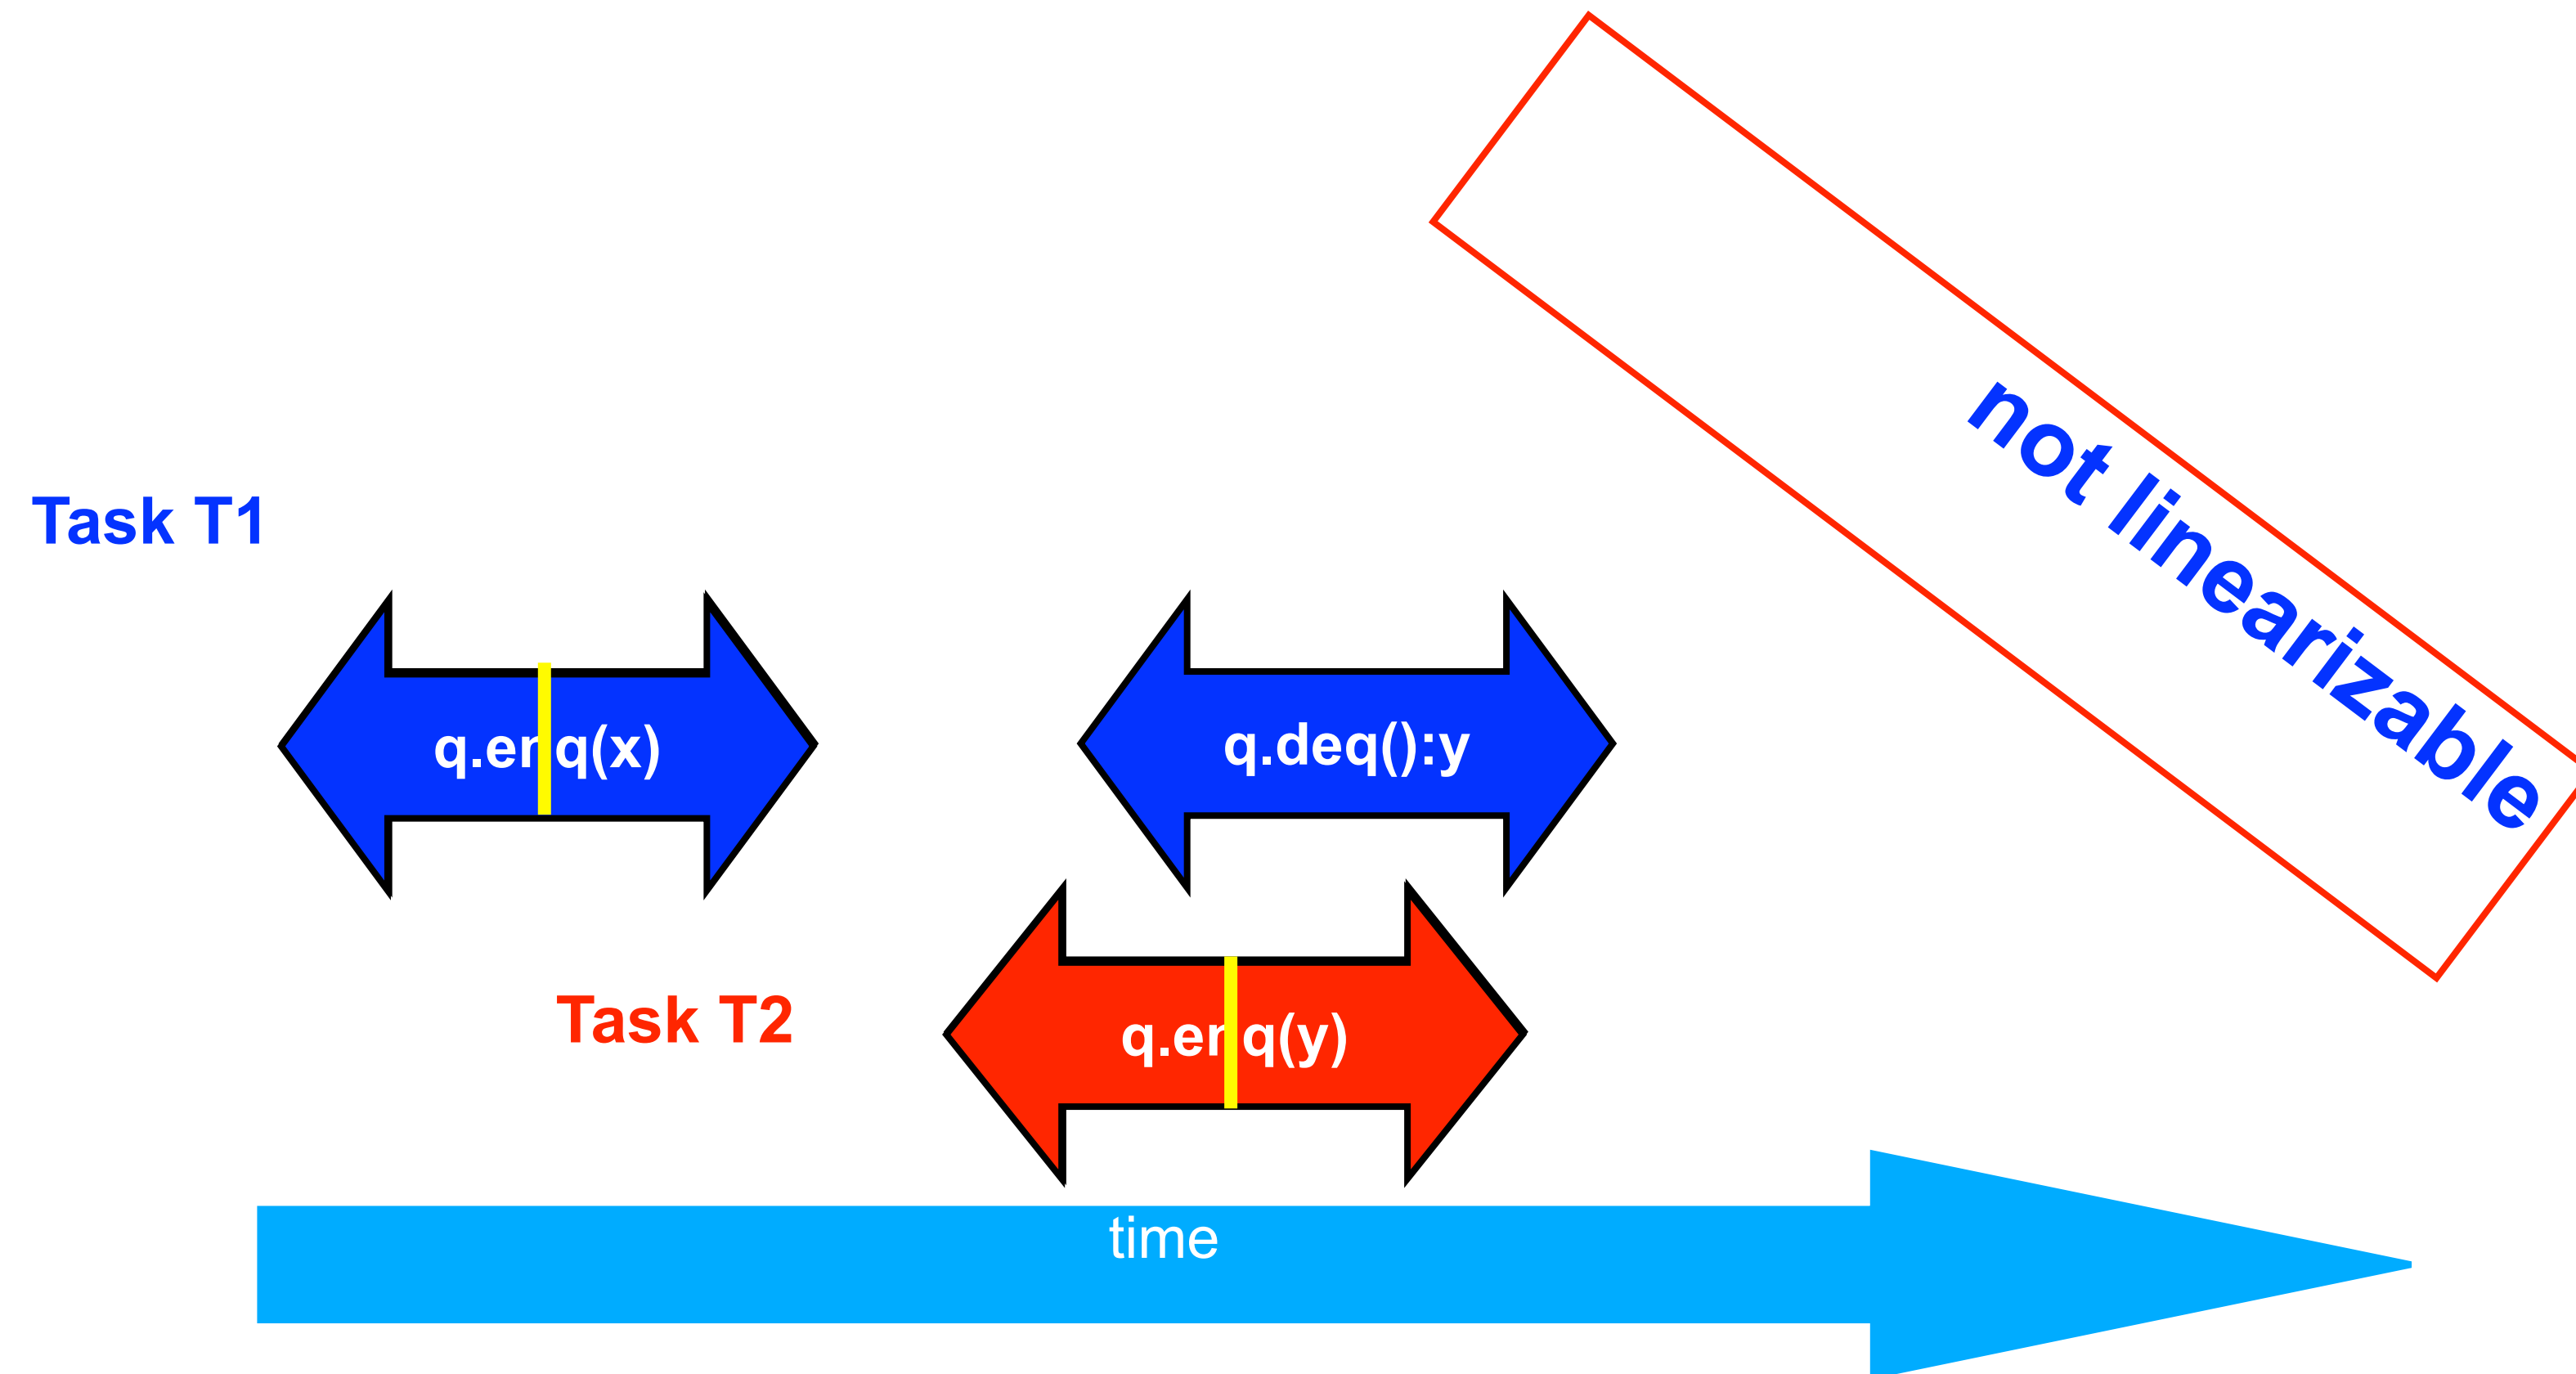 not linearizable
Task T1
q.enq(x)
q.deq():y
Task T2
q.enq(y)
time